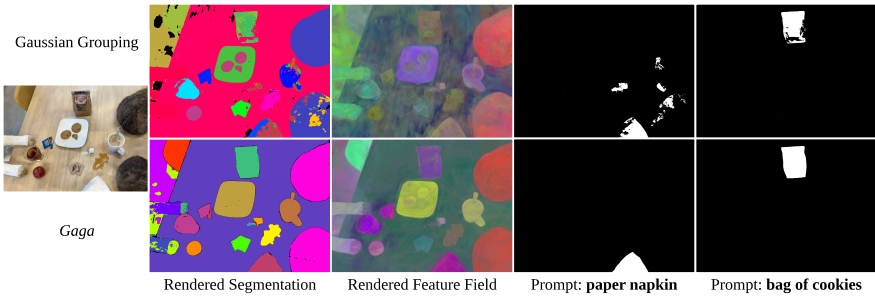 Gaussian Grouping
Gaga
Rendered Segmentation
Rendered Feature Field
Prompt: paper napkin
Prompt: bag of cookies